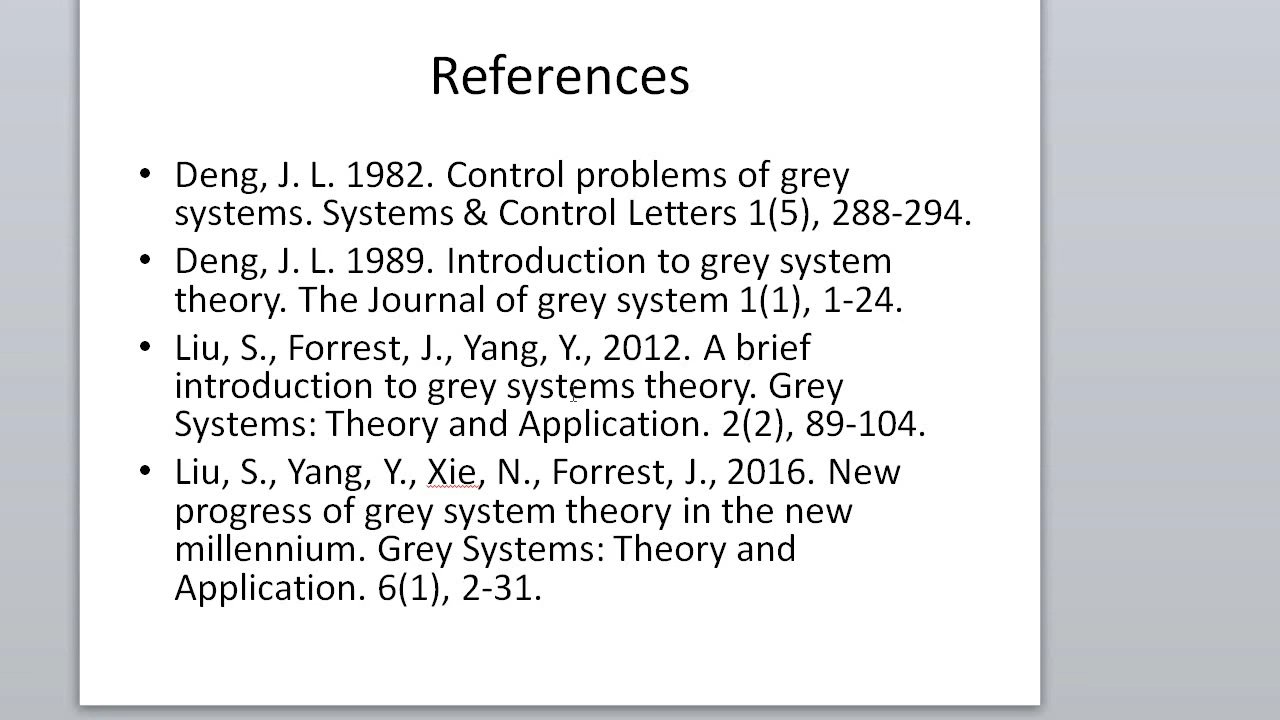 References
• Deng, J. L. 1982. Control problems of grey
systems. Systems & Control Letters 1(5), 288-294.
• Deng, J. L. 1989. Introduction to grey system
theory. The Journal of grey system 1(1), 1-24.
• Liu, S., Forrest, J., Yang, Y., 2012. A brief
introduction to grey systems theory. Grey
Systems: Theory and Application. 2(2), 89-104.
• Liu, S., Yang, Y., Xie, N., Forrest, J., 2016. New
progress of grey system theory in the new
millennium. Grey Systems: Theory and
Application. 6(1), 2-31.